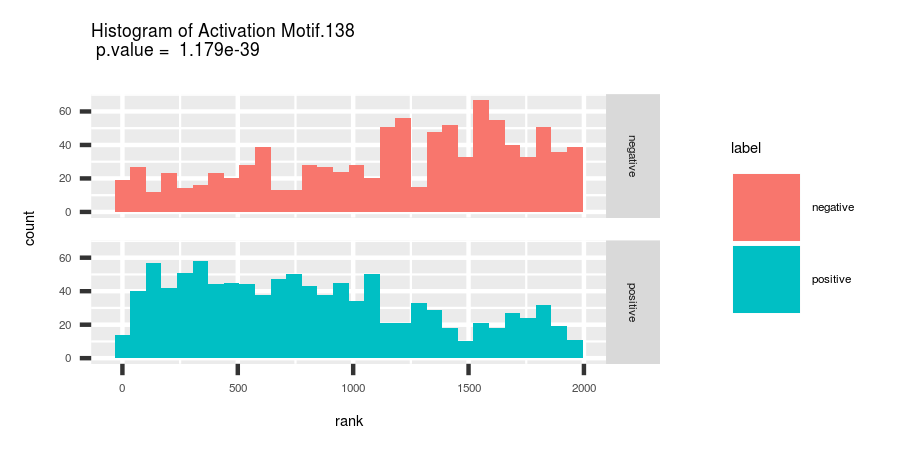 Histogram of Activation Motif.138
p.value = 1.179e-39
count
60
40
20
0
negative
60
40
20
0
positive
0 500 1000 1500 2000
rank
label
negative
positive